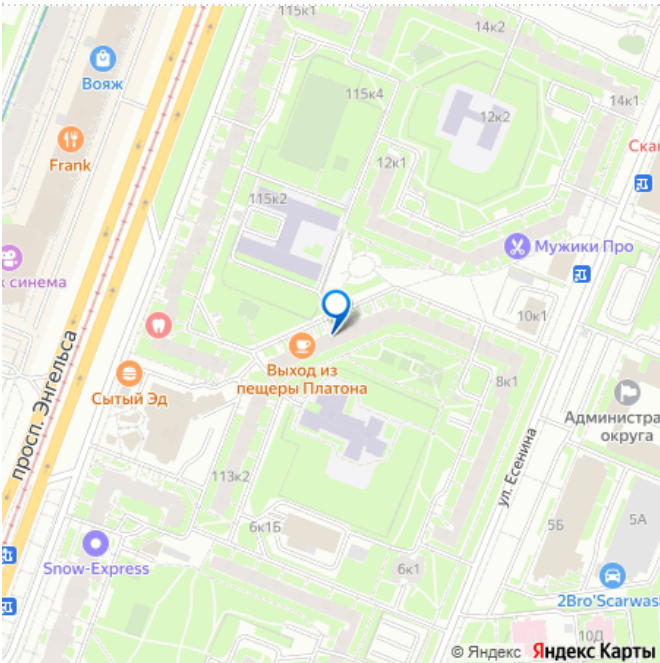 115к1
14к2
Вояж
115к4
14к1
12к2
Frank
12к1
Ска
115к2
Мужики Про
к синема
10к1
просп. Энгельса
Выход из
пещеры Платона
Сытый Эд
8к1
Администра
округа
ул. Есенина
113к2
6к1Б
5Б
5А
Snow-Express
6к1
2Bro'Scarwas
10Д
© Яндекс Яндекс Карты